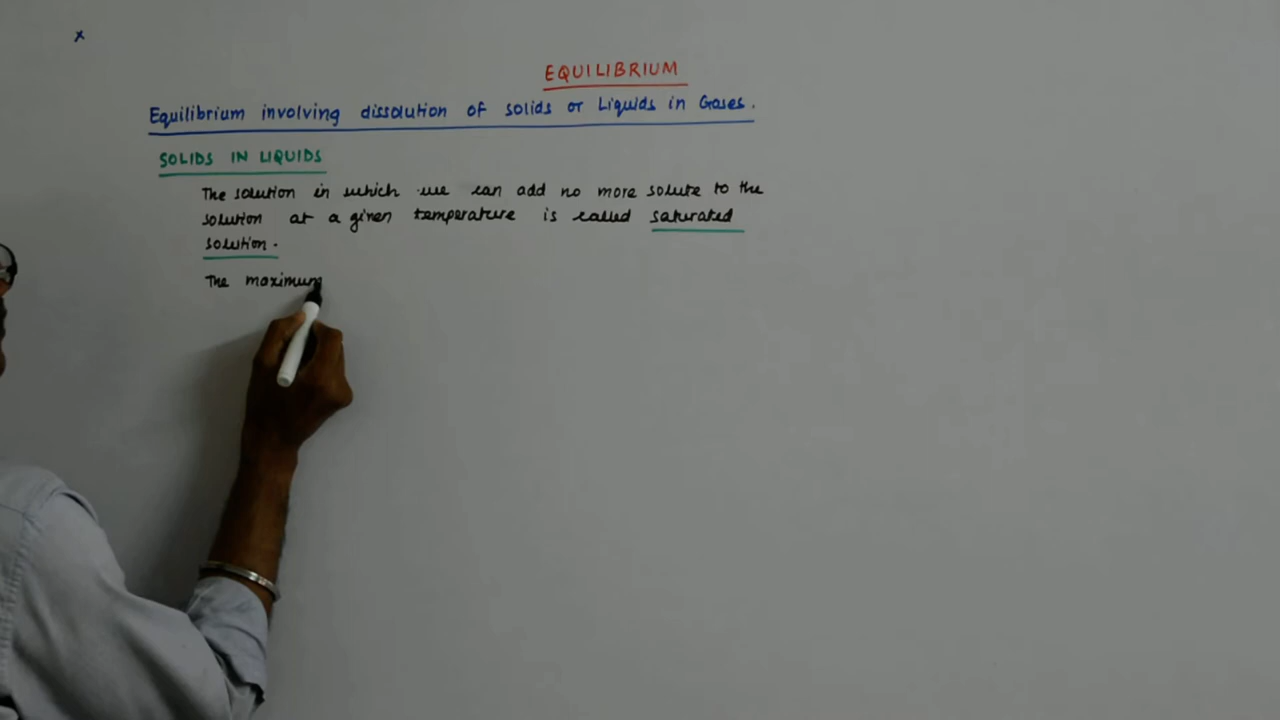 x
EQUILIBRIUM
Equilibrium involving dissolution of solids or Liquids in Gases.
SOLIDS IN LIQUIDS
The solution in which we can add no more solute to the
solution at a given temperature is called saturated
solution.
The maximum